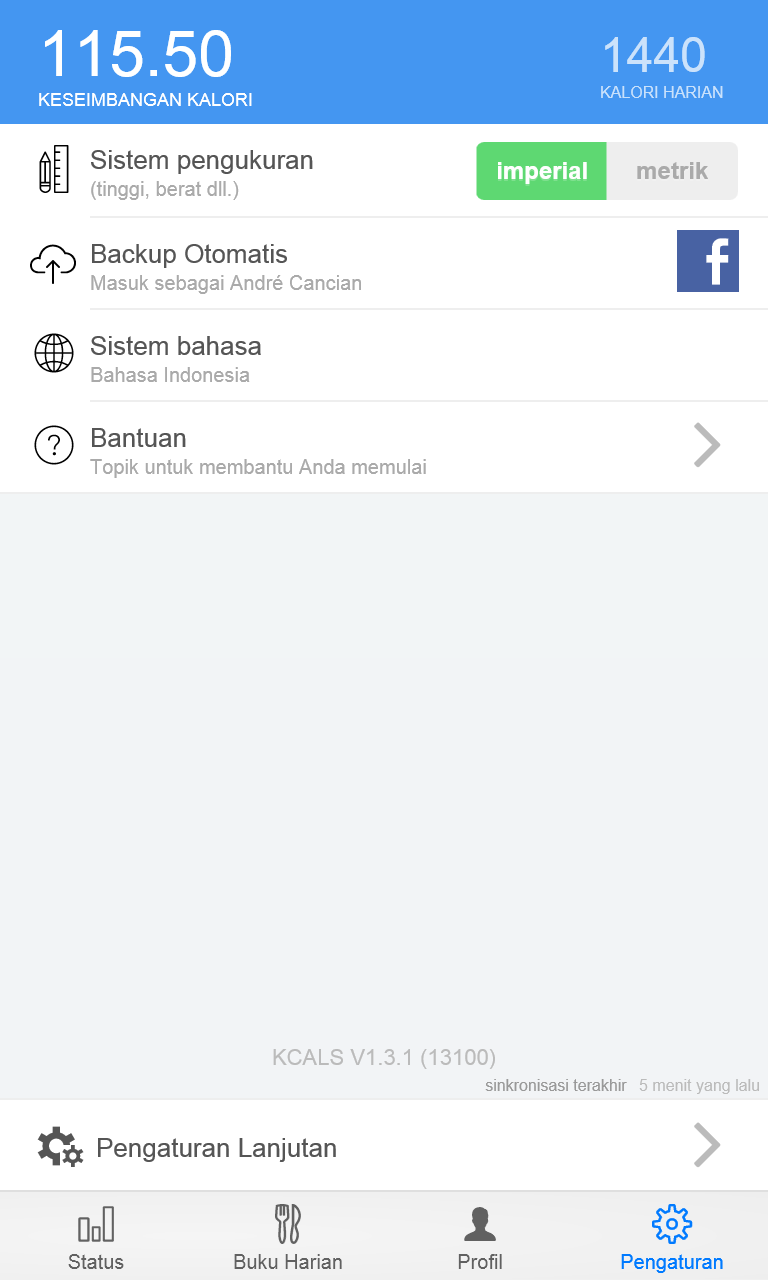 115.50
KESEIMBANGAN KALORI
1440
KALORI HARIAN
Sistem pengukuran
(tinggi, berat dll.)
imperial
metrik
Backup Otomatis
Masuk sebagai André Cancian
f
Sistem bahasa
Bahasa Indonesia
?
Bantuan
Topik untuk membantu Anda memulai
KCALS V1.3.1 (13100)
sinkronisasi terakhir 5 menit yang lalu
Pengaturan Lanjutan
Status
Buku Harian
Profil
Pengaturan